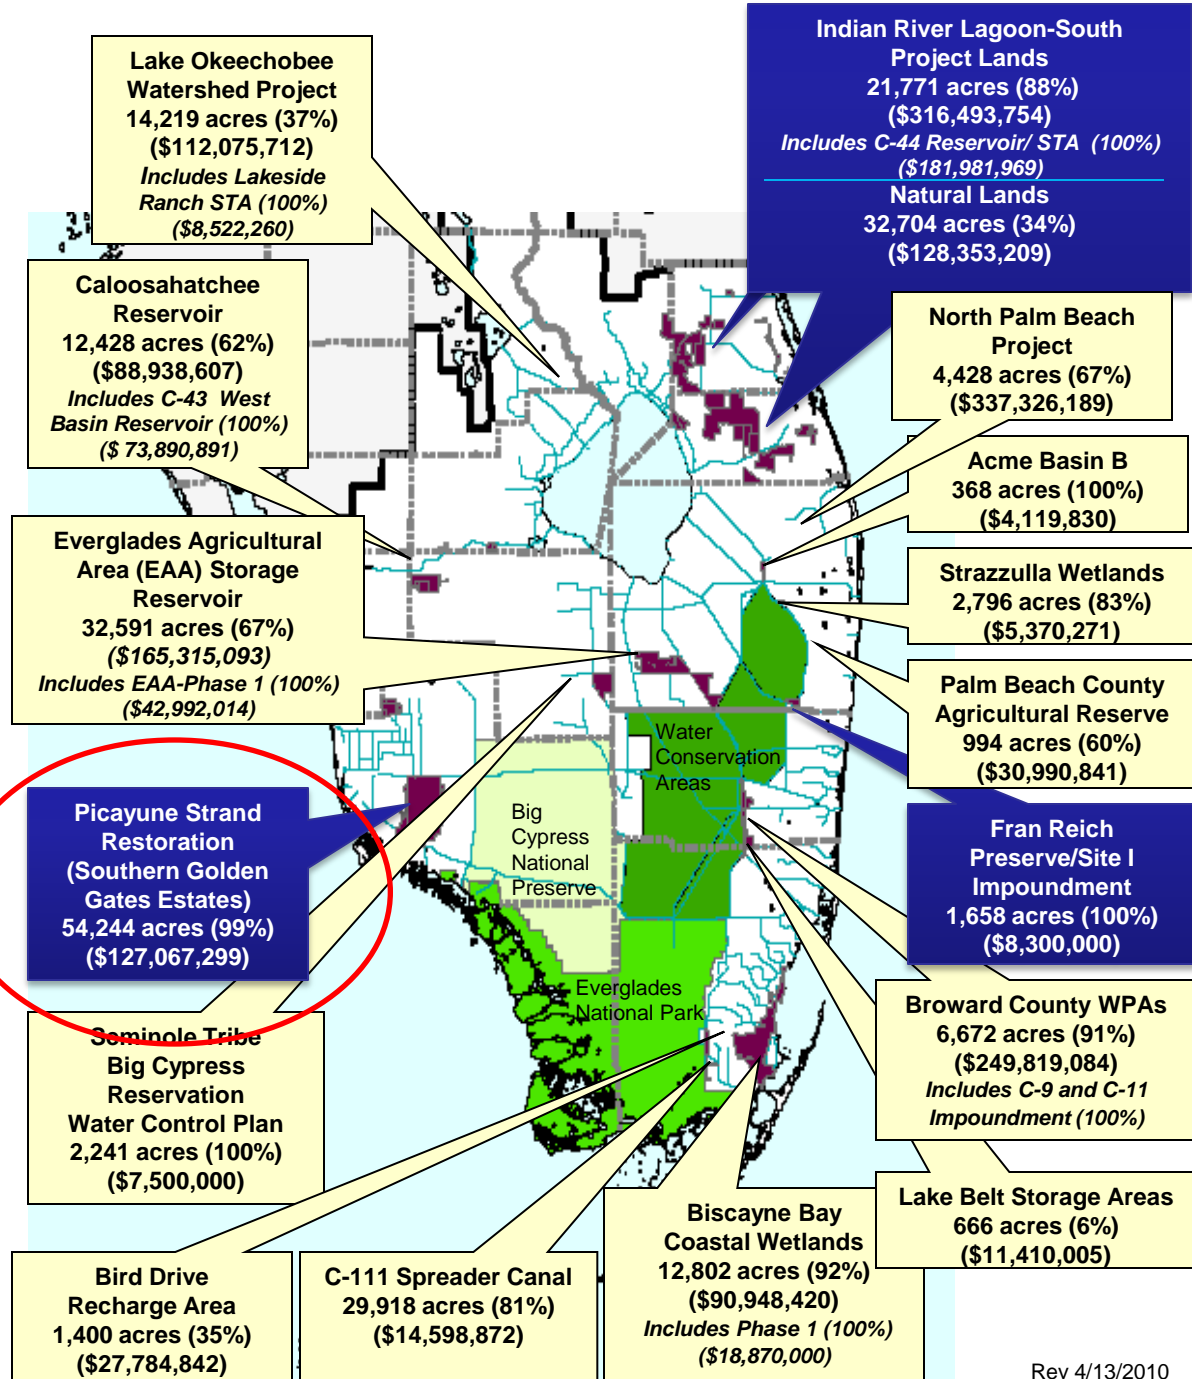 Lake Okeechobee
Watershed Project
14,219 acres (37%)
($112,075,712)
Includes Lakeside
Ranch STA (100%)
($8,522,260)
Indian River Lagoon-South
Project Lands
21,771 acres (88%)
($316,493,754)
Includes C-44 Reservoir/ STA (100%)
($181,981,969)
Natural Lands
32,704 acres (34%)
($128,353,209)
Caloosahatchee
Reservoir
12,428 acres (62%)
($88,938,607)
Includes C-43 West
Basin Reservoir (100%)
($ 73,890,891)
North Palm Beach
Project
4,428 acres (67%)
($337,326,189)
Acme Basin B
368 acres (100%)
($4,119,830)
Everglades Agricultural
Area (EAA) Storage
Reservoir
32,591 acres (67%)
($165,315,093)
Includes EAA-Phase 1 (100%)
($42,992,014)
Strazzulla Wetlands
2,796 acres (83%)
($5,370,271)
Palm Beach County
Agricultural Reserve
994 acres (60%)
($30,990,841)
Water
Conservation
Areas
Big
Cypress
National
Preserve
Everglades
National Park
Picayune Strand
Restoration
(Southern Golden
Gates Estates)
54,244 acres (99%)
($127,067,299)
Fran Reich
Preserve/Site I
Impoundment
1,658 acres (100%)
($8,300,000)
Seminole Tribe
Big Cypress
Reservation
Water Control Plan
2,241 acres (100%)
($7,500,000)
Broward County WPAs
6,672 acres (91%)
($249,819,084)
Includes C-9 and C-11
Impoundment (100%)
Lake Belt Storage Areas
666 acres (6%)
($11,410,005)
Bird Drive
Recharge Area
1,400 acres (35%)
($27,784,842)
C-111 Spreader Canal
29,918 acres (81%)
($14,598,872)
Biscayne Bay
Coastal Wetlands
12,802 acres (92%)
($90,948,420)
Includes Phase 1 (100%)
($18,870,000)
Rev 4/13/2010